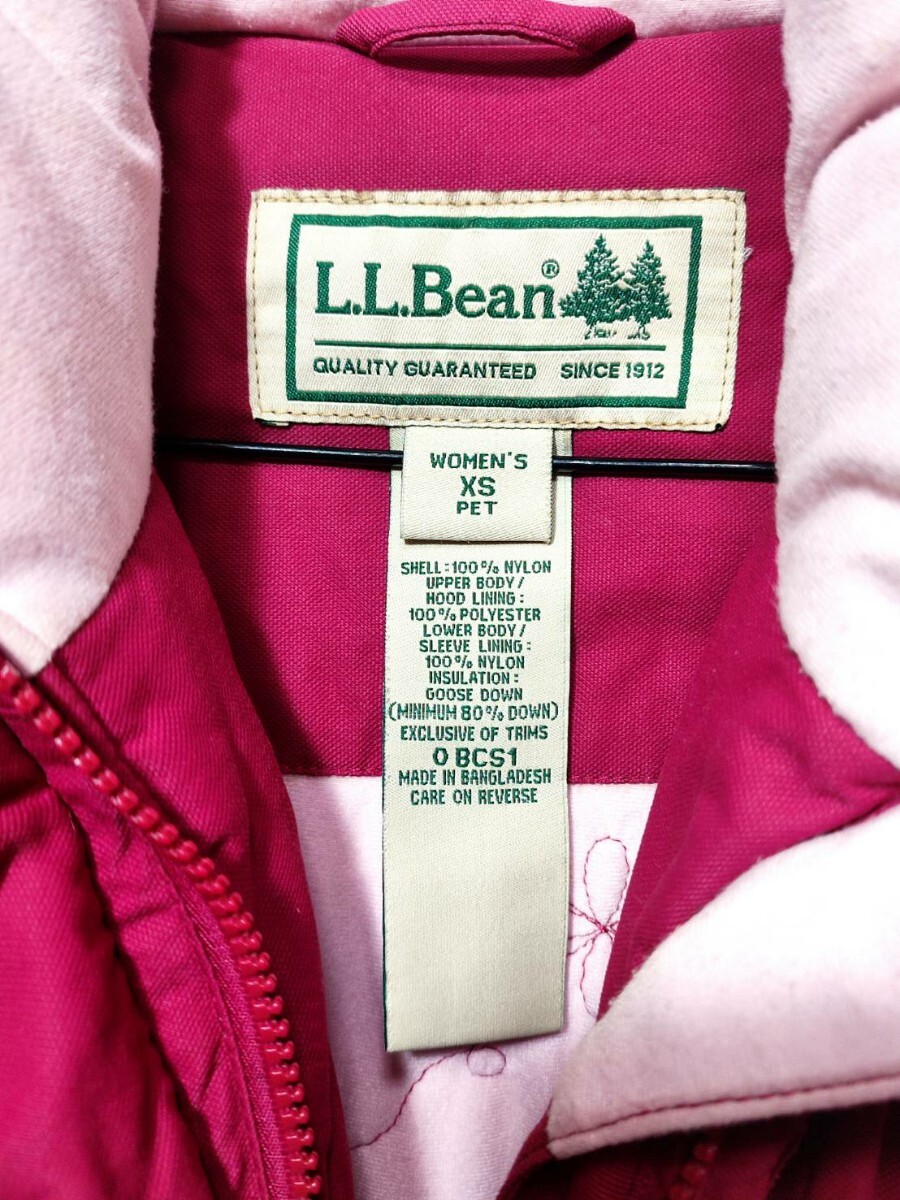 L.L.Bean®
QUALITY GUARANTEED SINCE 1912
WOMEN'S
XS
PET
SHELL: 100% NYLON
UPPER BODY/
HOOD LINING:
100% POLYESTER
LOWER BODY/
SLEEVE LINING:
100% NYLON
INSULATION:
GOOSE DOWN
(MINIMUM 80% DOWN)
EXCLUSIVE OF TRIMS
0 BCS1
MADE IN BANGLADESH
CARE ON REVERSE